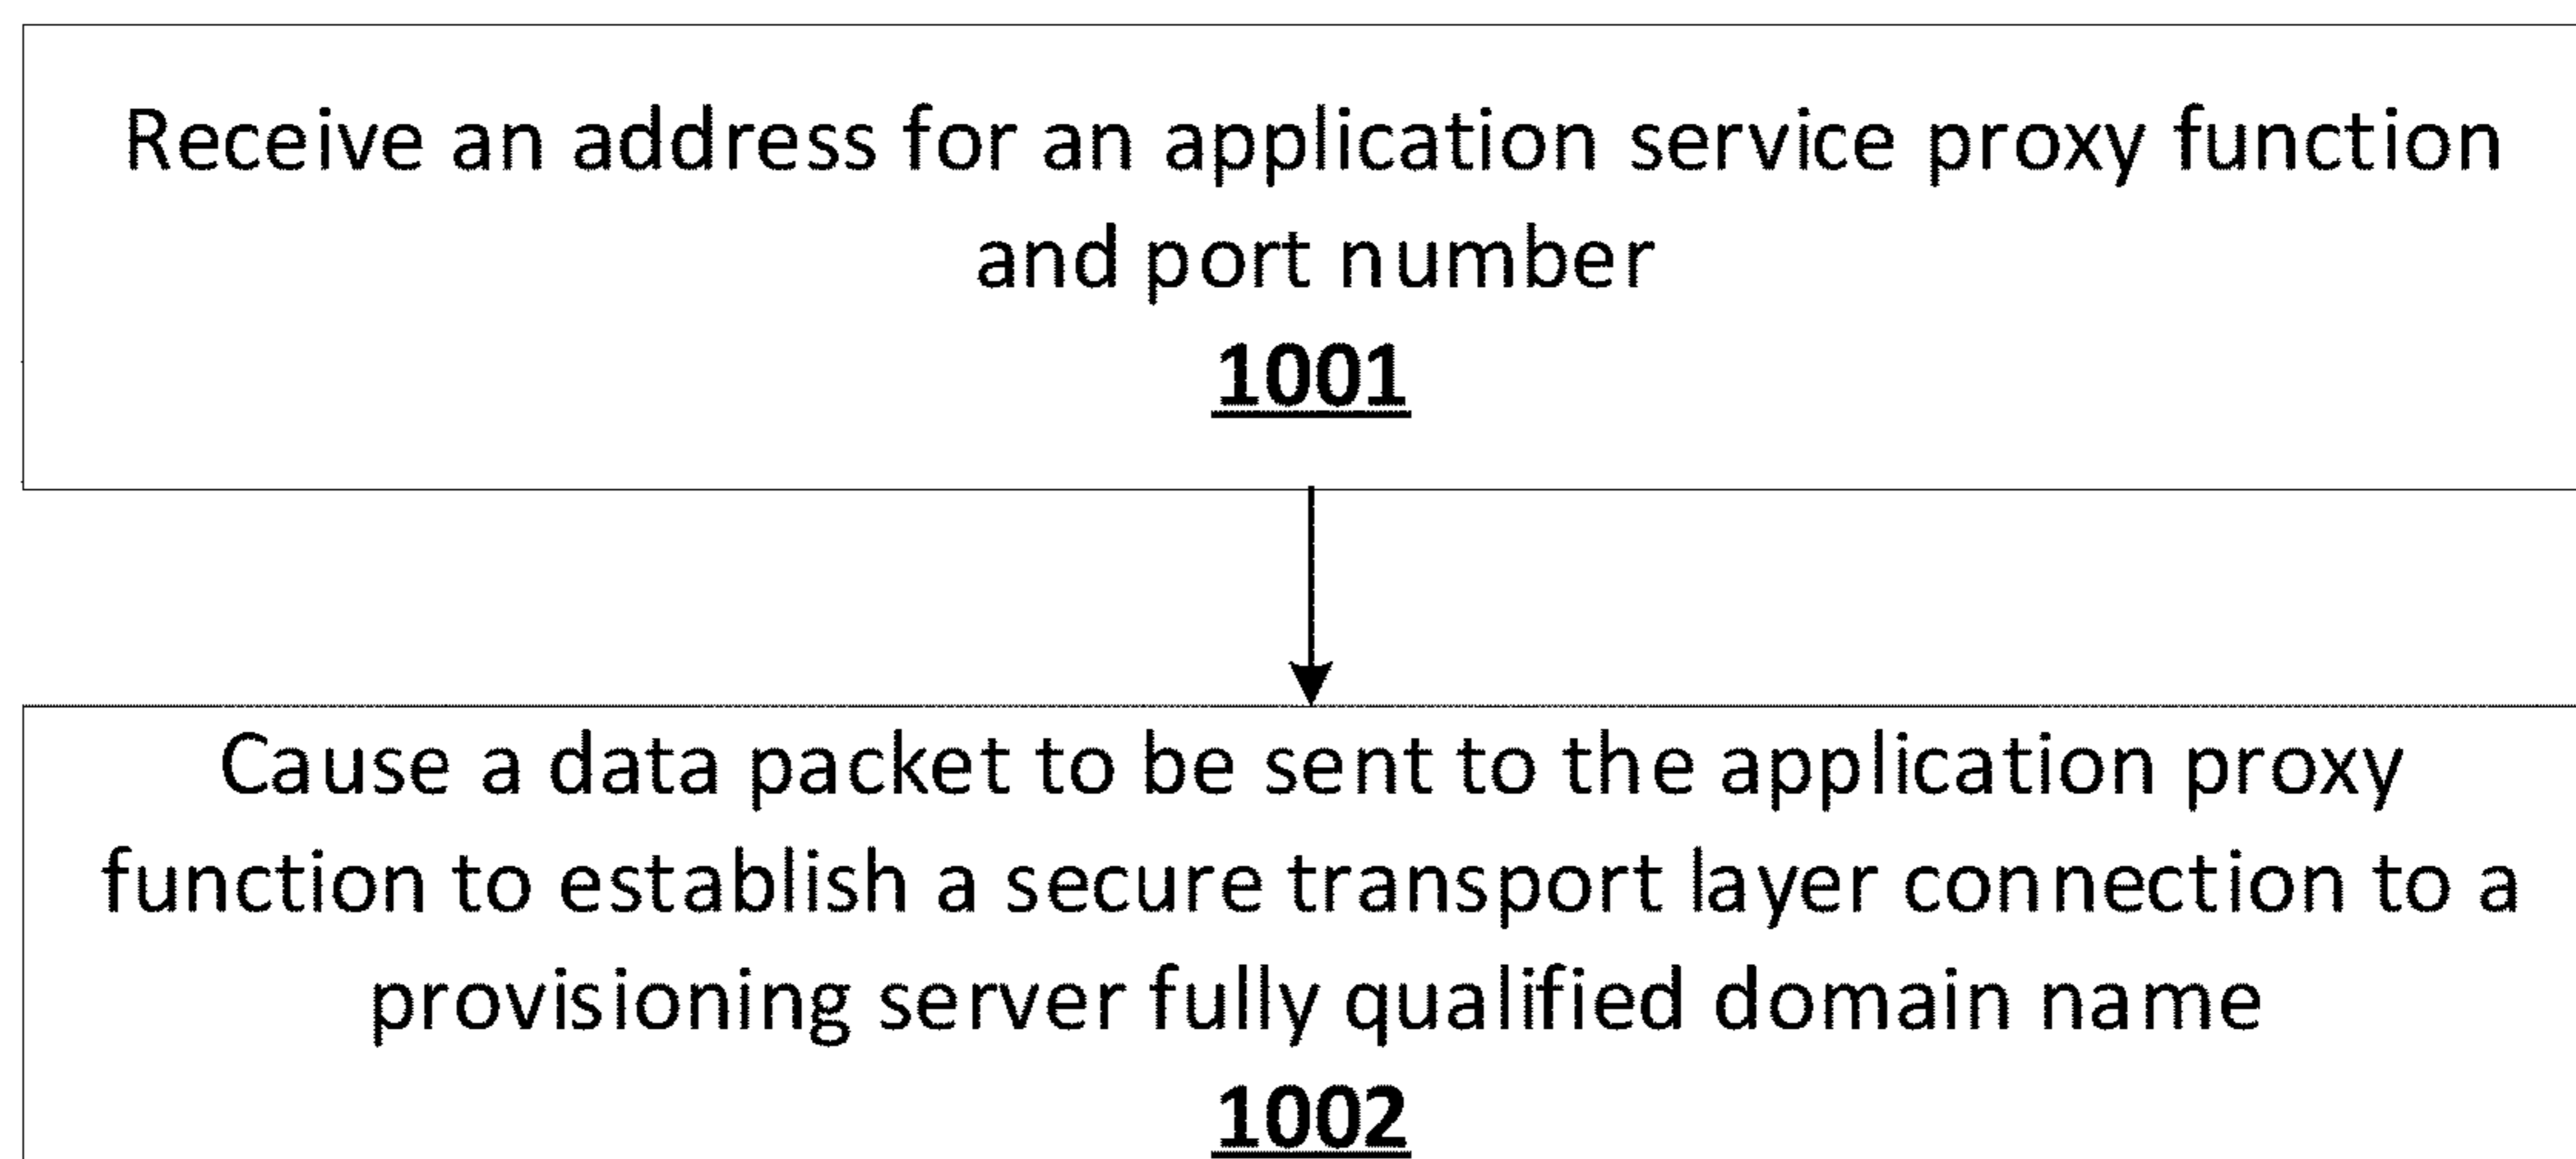 Receive an address for an application service proxy function
and port number
1001
Cause a data packet to be sent to the application proxy
function to establish a secure transport layer connection to a
provisioning server fully qualified domain name
1002